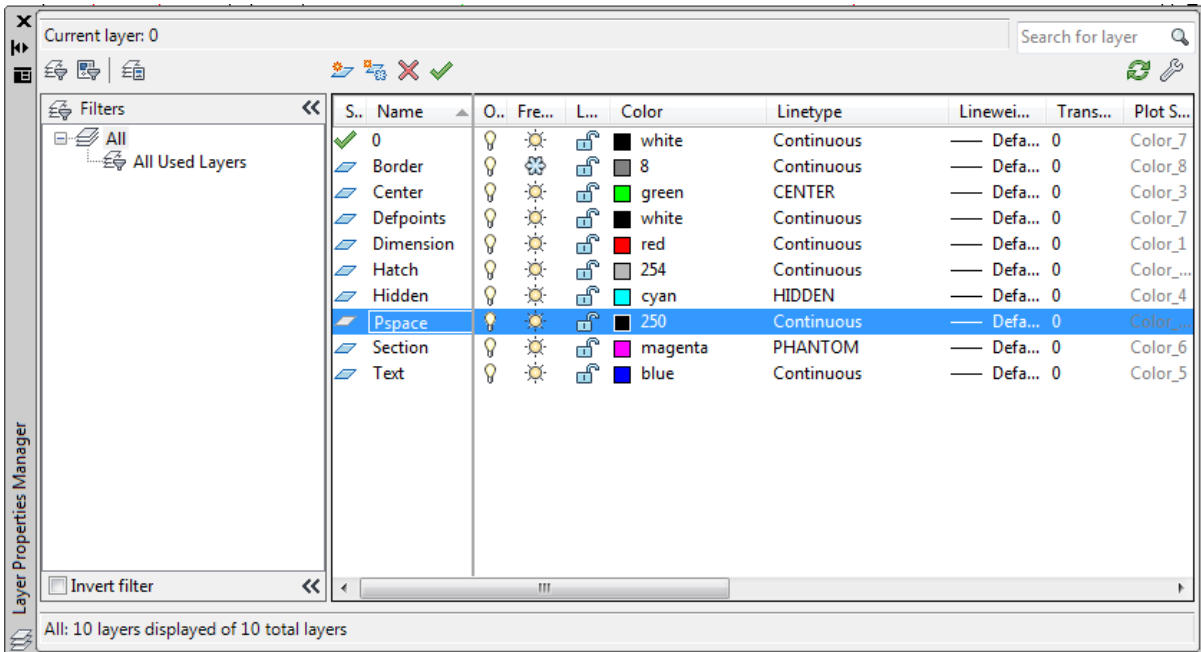 Current layer: 0
Search for layer
Filters
S.. Name O.. Fre... L... Color Linetype Linewei... Trans... Plot S...
All
All Used Layers
0 white Continuous Defa... 0 Color_7
Border 8 Continuous Defa... 0 Color_8
Center green CENTER Defa... 0 Color_3
Defpoints white Continuous Defa... 0 Color_7
Dimension red Continuous Defa... 0 Color_1
Hatch 254 Continuous Defa... 0 Color_...
Hidden cyan HIDDEN Defa... 0 Color_4
Pspace 250 Continuous Defa... 0 Color_...
Section magenta PHANTOM Defa... 0 Color_6
Text blue Continuous Defa... 0 Color_5
Invert filter
All: 10 layers displayed of 10 total layers
Layer Properties Manager